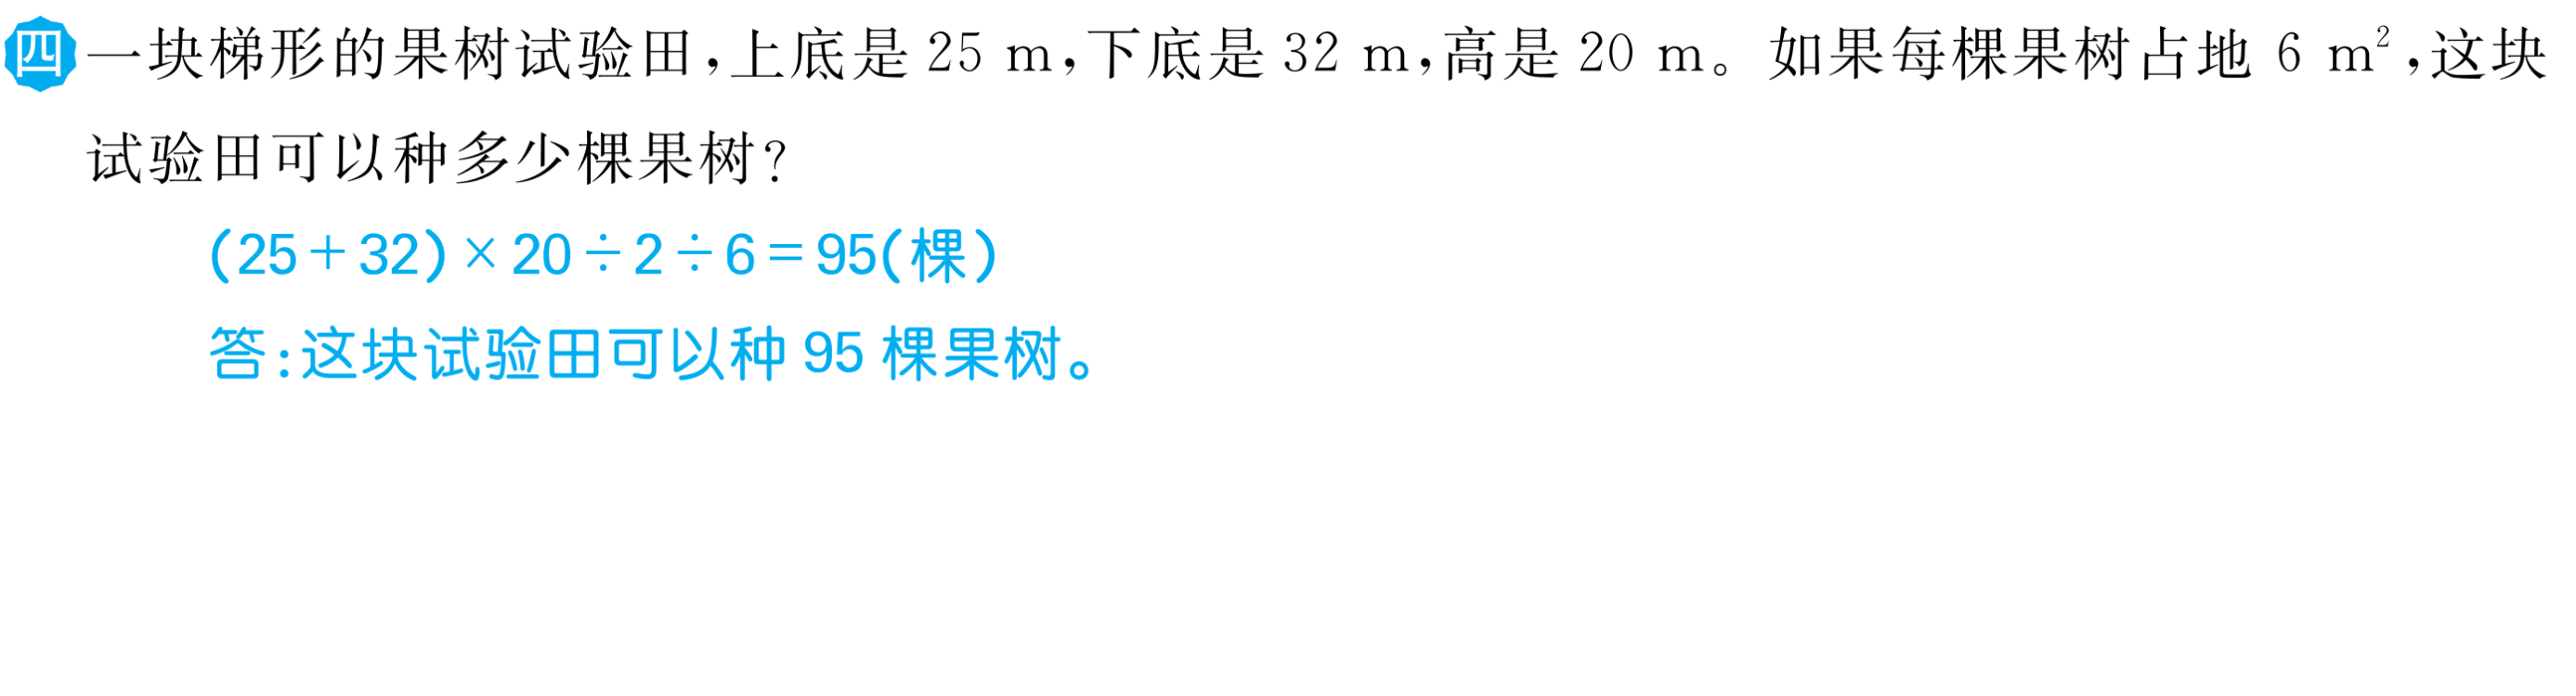 四 一块梯形的果树试验田,上底是 25 m,下底是 32 m,高是 20 m。如果每棵果树占地 6 m²,这块
试验田可以种多少棵果树?
(25+32)×20÷2÷6=95(棵)
答:这块试验田可以种 95 棵果树。